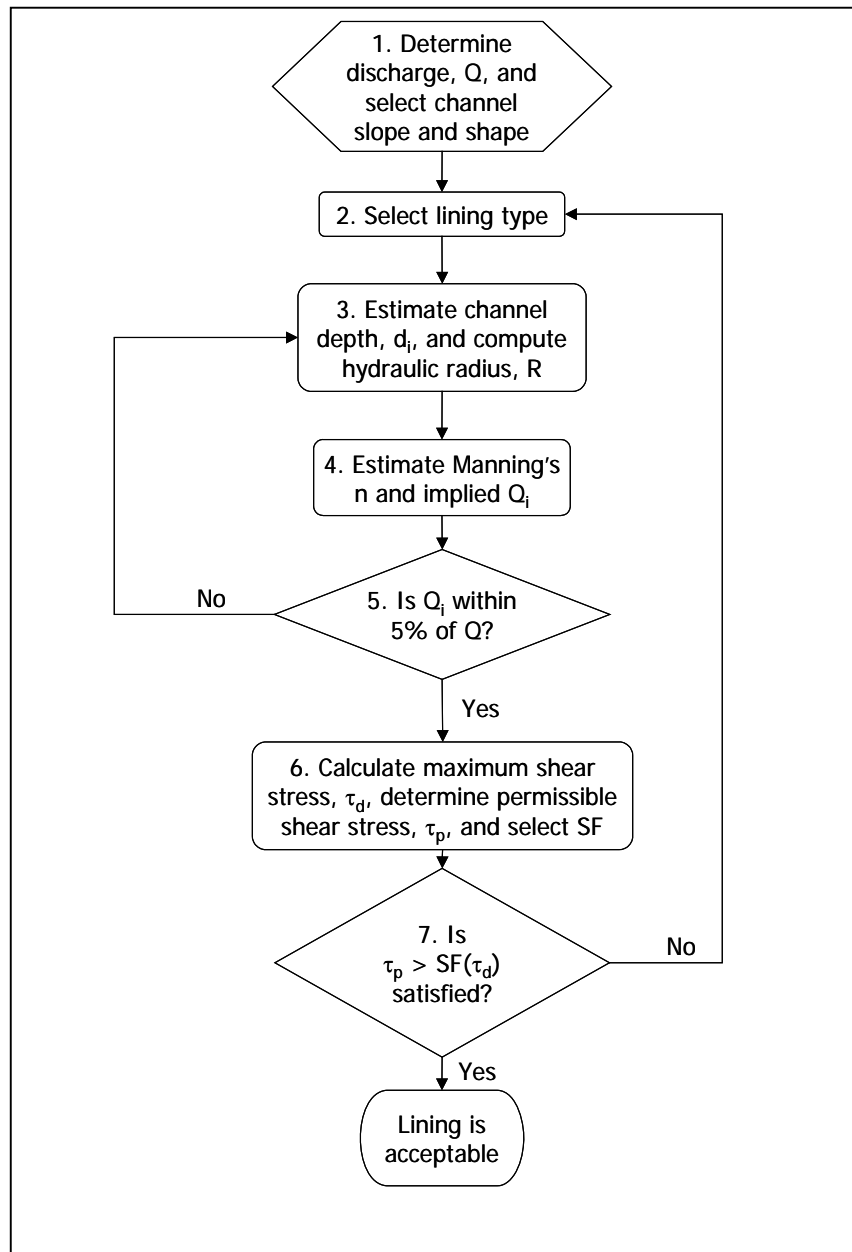 1. Determine
discharge, Q, and
select channel
slope and shape
2. Select lining type
3. Estimate channel
depth, dᵢ, and compute
hydraulic radius, R
4. Estimate Manning's
n and implied Qᵢ
No
5. Is Qᵢ within
5% of Q?
Yes
6. Calculate maximum shear
stress, τd, determine permissible
shear stress, τp, and select SF
7. Is
τp > SF(τd)
satisfied?
No
Yes
Lining is
acceptable